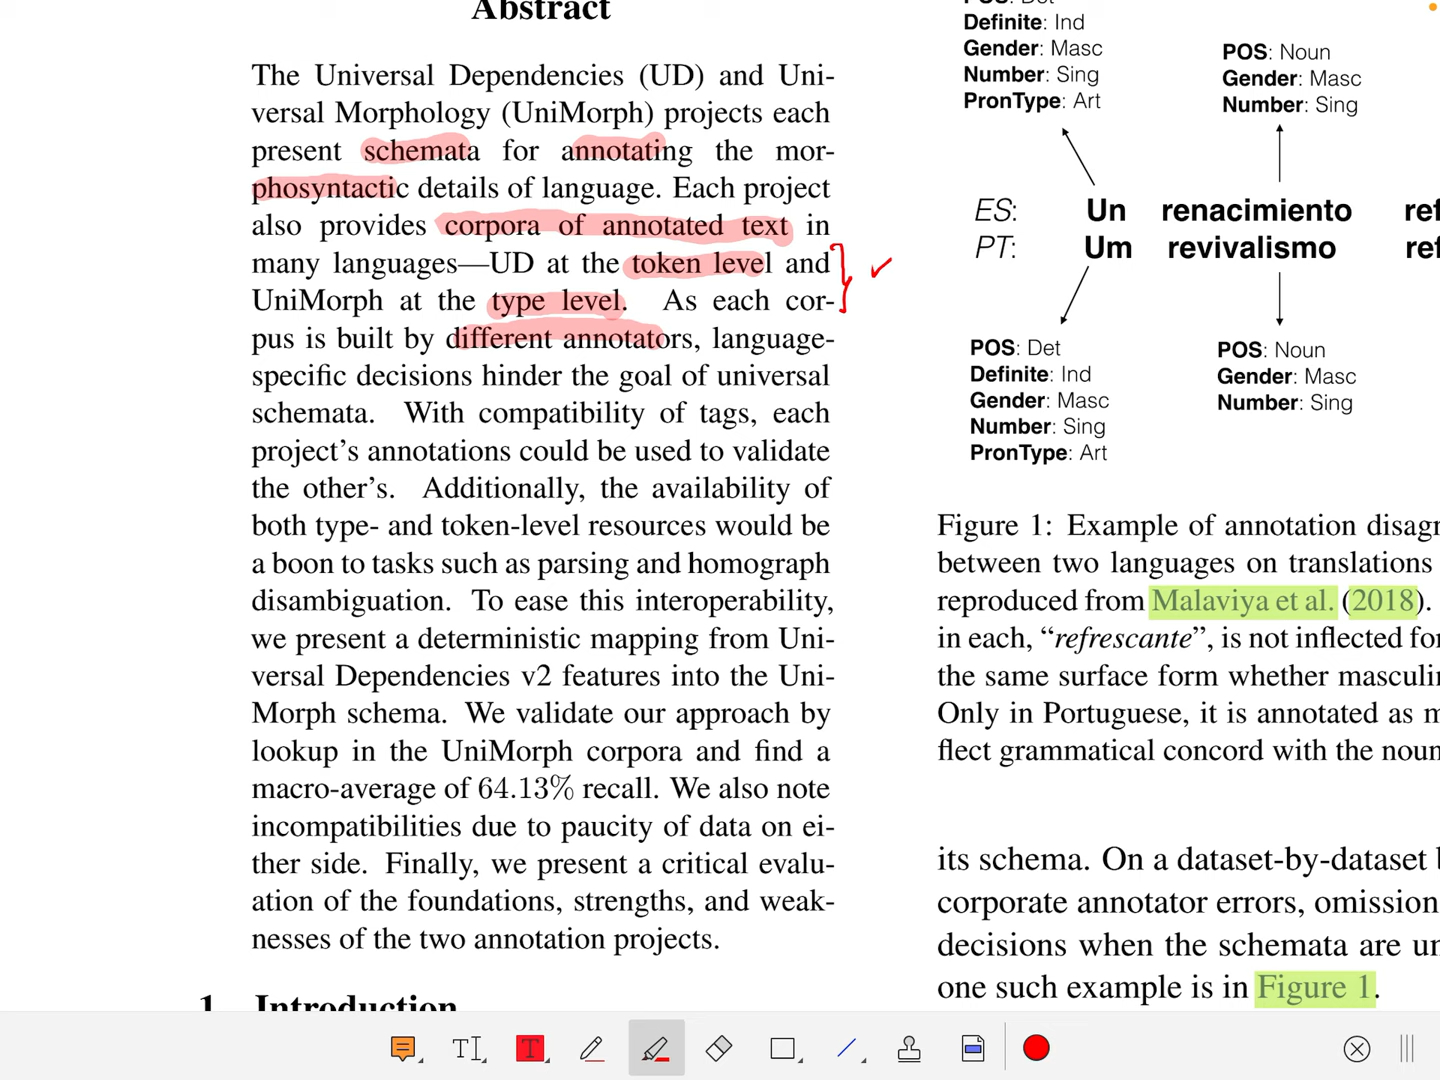 Abstract
The Universal Dependencies (UD) and Uni-
versal Morphology (UniMorph) projects each
present schemata for annotating the mor-
phosyntactic details of language. Each project
also provides corpora of annotated text in
many languages—UD at the token level and
UniMorph at the type level. As each cor-
pus is built by different annotators, language-
specific decisions hinder the goal of universal
schemata. With compatibility of tags, each
project's annotations could be used to validate
the other's. Additionally, the availability of
both type- and token-level resources would be
a boon to tasks such as parsing and homograph
disambiguation. To ease this interoperability,
we present a deterministic mapping from Uni-
versal Dependencies v2 features into the Uni-
Morph schema. We validate our approach by
lookup in the UniMorph corpora and find a
macro-average of 64.13% recall. We also note
incompatibilities due to paucity of data on ei-
ther side. Finally, we present a critical evalu-
ation of the foundations, strengths, and weak-
nesses of the two annotation projects.
1 Introduction
POS: Det
Definite: Ind
Gender: Masc
Number: Sing
PronType: Art
POS: Noun
Gender: Masc
Number: Sing
ES: Un renacimiento ref
PT: Um revivalismo ref
POS: Det
Definite: Ind
Gender: Masc
Number: Sing
PronType: Art
POS: Noun
Gender: Masc
Number: Sing
Figure 1: Example of annotation disagr
between two languages on translations
reproduced from Malaviya et al. (2018).
in each, "refrescante", is not inflected for
the same surface form whether masculin
Only in Portuguese, it is annotated as m
flect grammatical concord with the noun
its schema. On a dataset-by-dataset b
corporate annotator errors, omission
decisions when the schemata are un
one such example is in Figure 1.